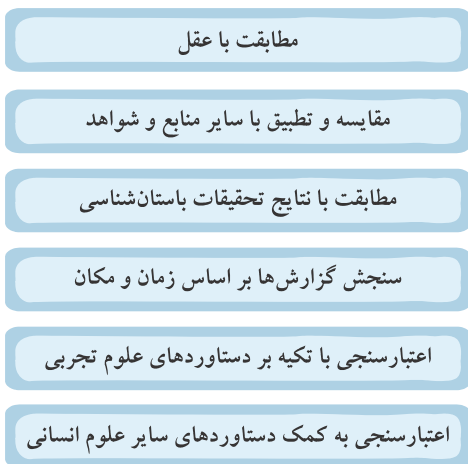 مطابقت با عقل
مقایسه و تطبیق با سایر منابع و شواهد
مطابقت با نتایج تحقیقات باستان‌شناسی
سنجش گزارش‌ها بر اساس زمان و مکان
اعتبارسنجی با تکیه بر دستاوردهای علوم تجربی
اعتبارسنجی به کمک دستاوردهای سایر علوم انسانی